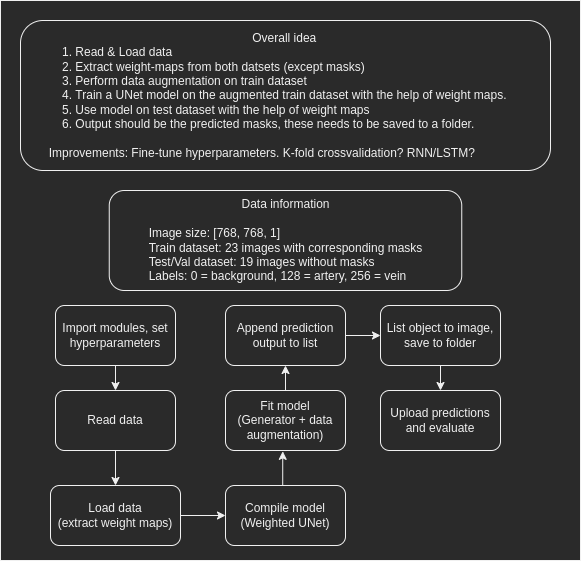 Overall idea
1. Read & Load data
2. Extract weight-maps from both datsets (except masks)
3. Perform data augmentation on train dataset
4. Train a UNet model on the augmented train dataset with the help of weight maps.
5. Use model on test dataset with the help of weight maps
6. Output should be the predicted masks, these needs to be saved to a folder.
Improvements: Fine-tune hyperparameters. K-fold crossvalidation? RNN/LSTM?
Data information
Image size: [768, 768, 1]
Train dataset: 23 images with corresponding masks
Test/Val dataset: 19 images without masks
Labels: 0 = background, 128 = artery, 256 = vein
Import modules, set
hyperparameters
Read data
Load data
(extract weight maps)
Compile model
(Weighted UNet)
Fit model
(Generator + data
augmentation)
Append prediction
output to list
List object to image,
save to folder
Upload predictions
and evaluate